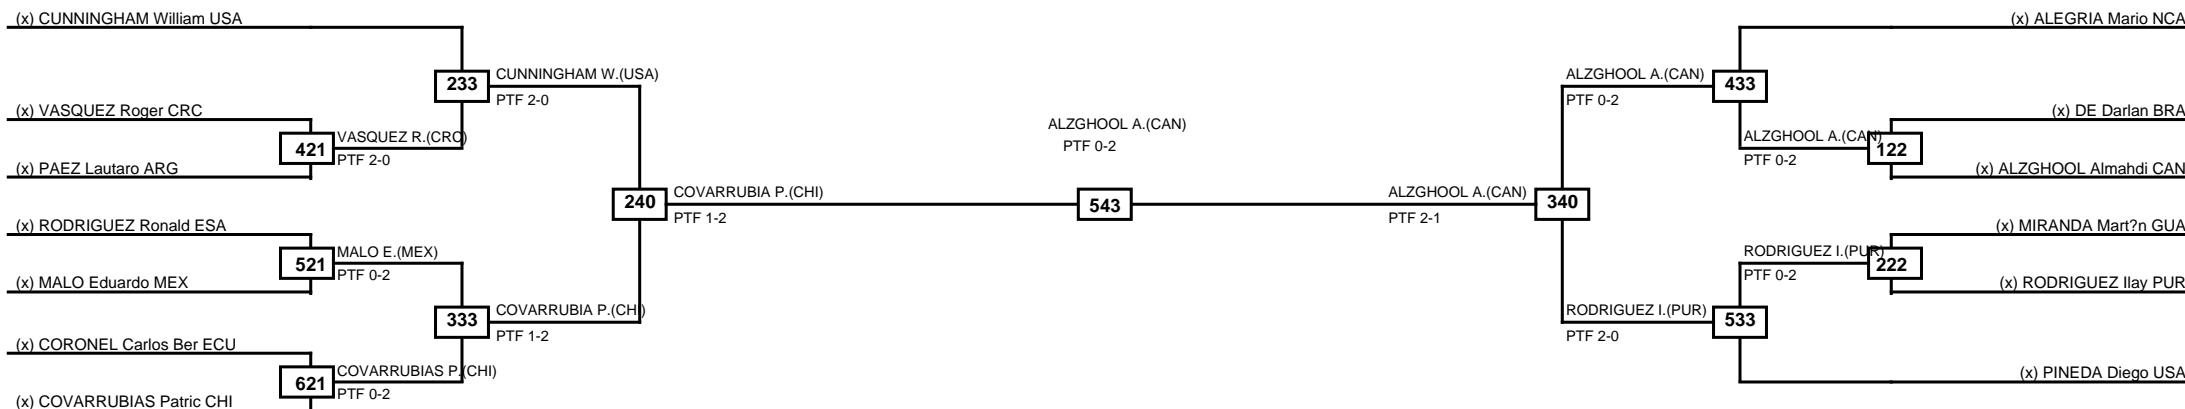 (x) CUNNINGHAM William USA
(x) VASQUEZ Roger CRC
(x) PAEZ Lautaro ARG
(x) RODRIGUEZ Ronald ESA
(x) MALO Eduardo MEX
(x) CORONEL Carlos Ber ECU
(x) COVARRUBIAS Patric CHI
421
VASQUEZ R.(CRC)
PTF 2-0
521
MALO E.(MEX)
PTF 0-2
621
COVARRUBIAS P.(CHI)
PTF 0-2
233
CUNNINGHAM W.(USA)
PTF 2-0
333
COVARRUBIA P.(CHI)
PTF 1-2
240
COVARRUBIA P.(CHI)
PTF 1-2
ALZGHOOL A.(CAN)
PTF 0-2
543
ALZGHOOL A.(CAN)
PTF 2-1
340
ALZGHOOL A.(CAN)
PTF 0-2
433
RODRIGUEZ I.(PUR)
PTF 2-0
533
ALZGHOOL A.(CAN)
PTF 0-2
122
RODRIGUEZ I.(PUR)
PTF 0-2
222
(x) ALEGRIA Mario NCA
(x) DE Darlan BRA
(x) ALZGHOOL Almahdi CAN
(x) MIRANDA Mart?n GUA
(x) RODRIGUEZ Ilay PUR
(x) PINEDA Diego USA